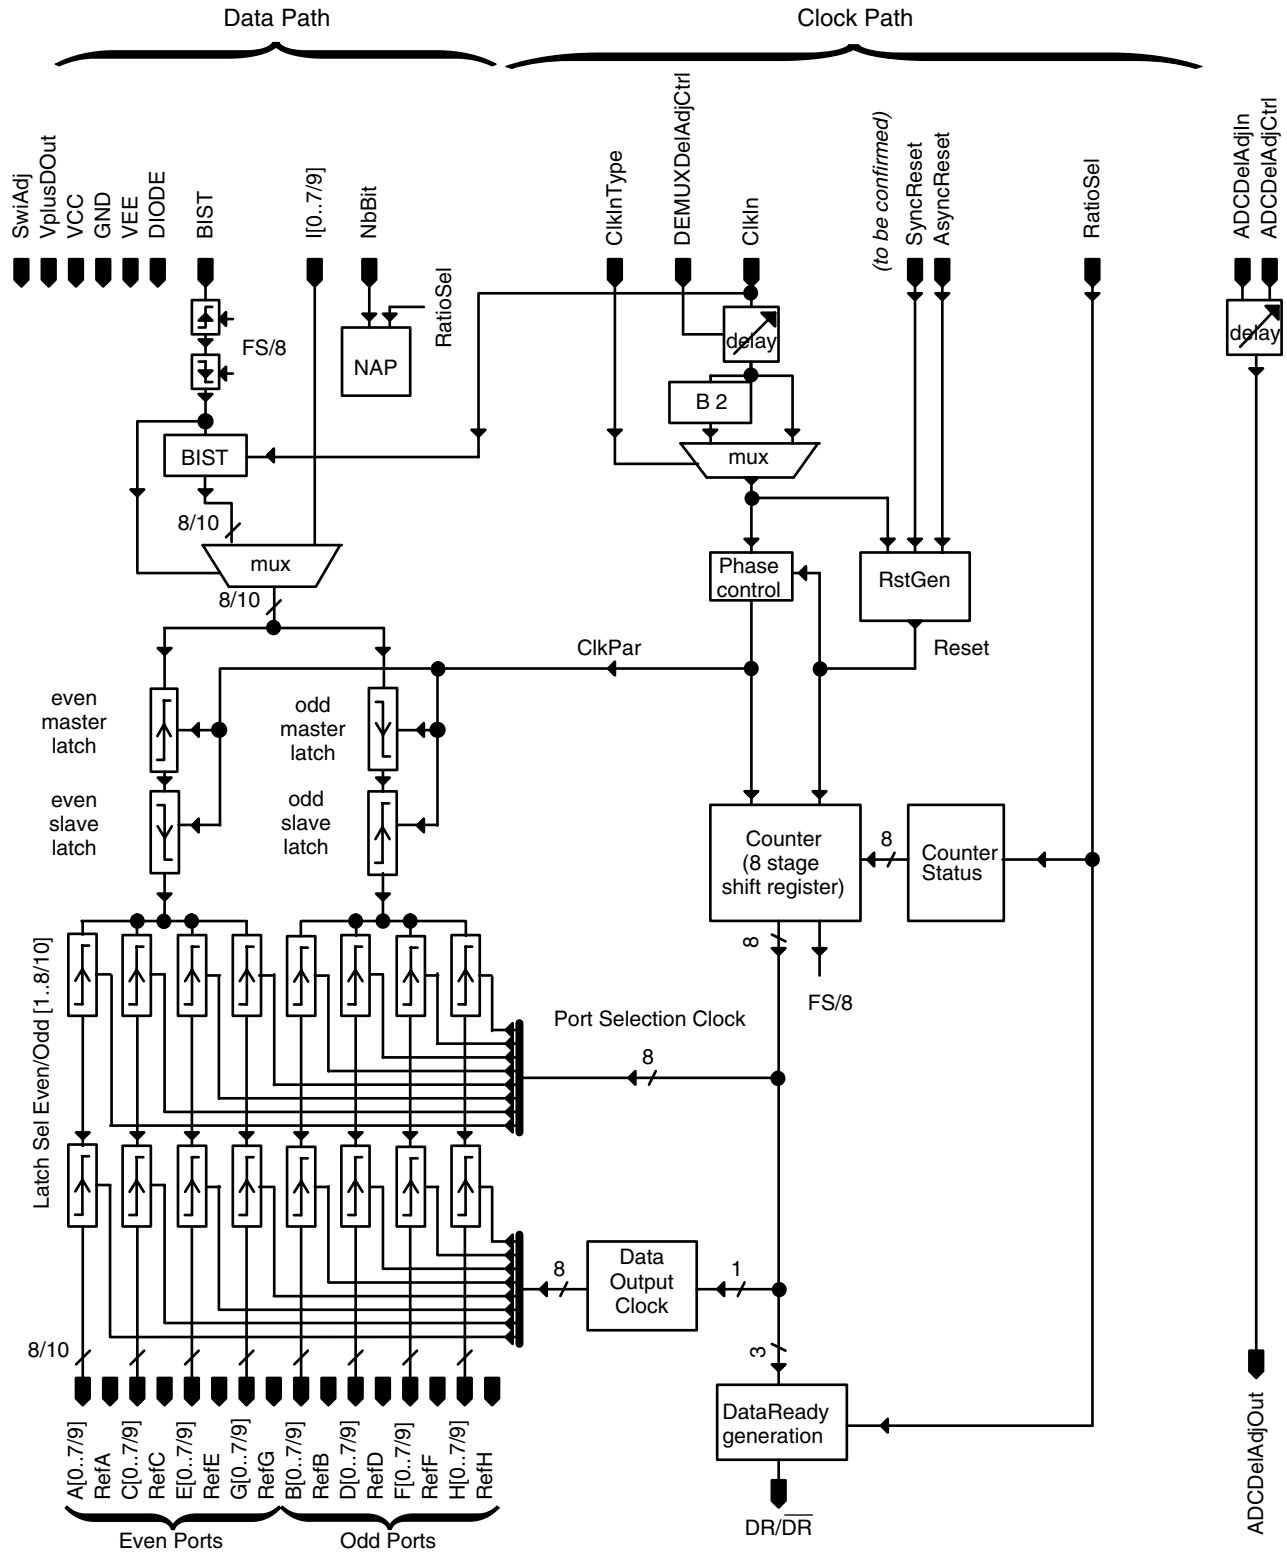 Data Path
Clock Path
SwiAdj
VplusDOut
VCC
GND
VEE
DIODE
BIST
I[0..7/9]
NbBit
ClkInType
DEMUXDelAdjCtrl
ClkIn
(to be confirmed)
SyncReset
AsyncReset
RatioSel
ADCDelAdjIn
ADCDelAdjCtrl
FS/8
RatioSel
NAP
delay
delay
B 2
BIST
mux
8/10
mux
8/10
Phase
control
RstGen
ClkPar
Reset
even
master
latch
odd
master
latch
even
slave
latch
odd
slave
latch
Counter
(8 stage
shift register)
8
Counter
Status
8
FS/8
Latch Sel Even/Odd [1..8/10]
Port Selection Clock
8
Data
Output
Clock
8
1
3
8/10
DataReady
generation
A[0..7/9]
RefA
C[0..7/9]
RefC
E[0..7/9]
RefE
G[0..7/9]
RefG
B[0..7/9]
RefB
D[0..7/9]
RefD
F[0..7/9]
RefF
H[0..7/9]
RefH
ADCDelAdjOut
DR/DR
Even Ports
Odd Ports